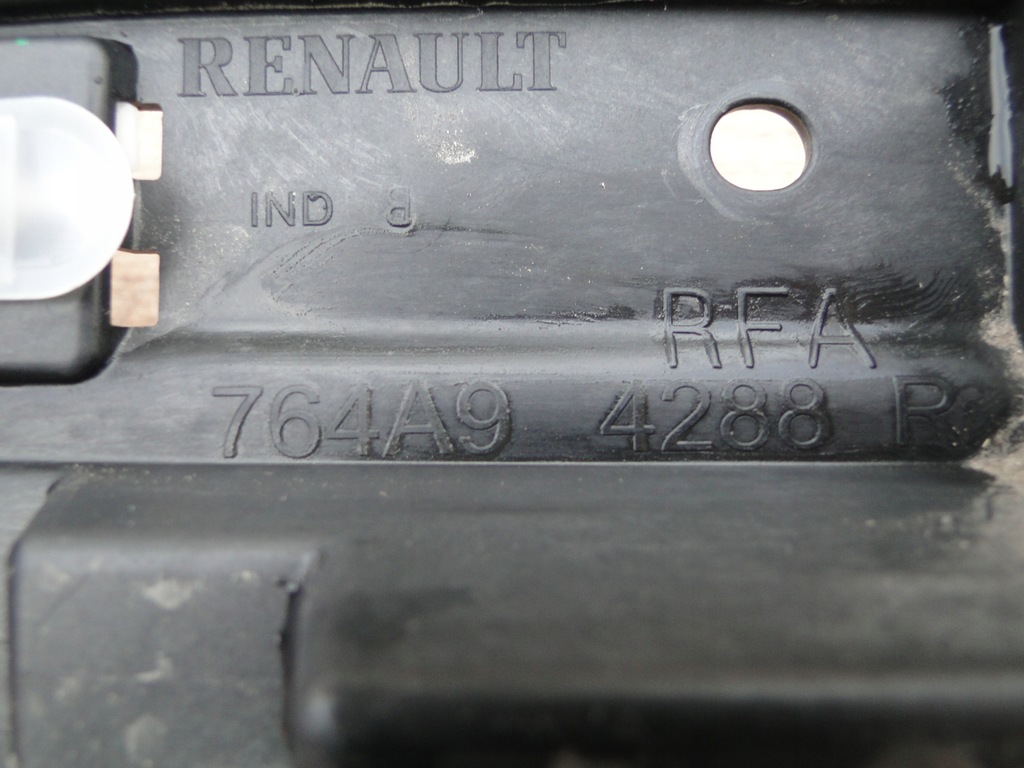 RENAULT
IND B
RFA
764A9 4288 R